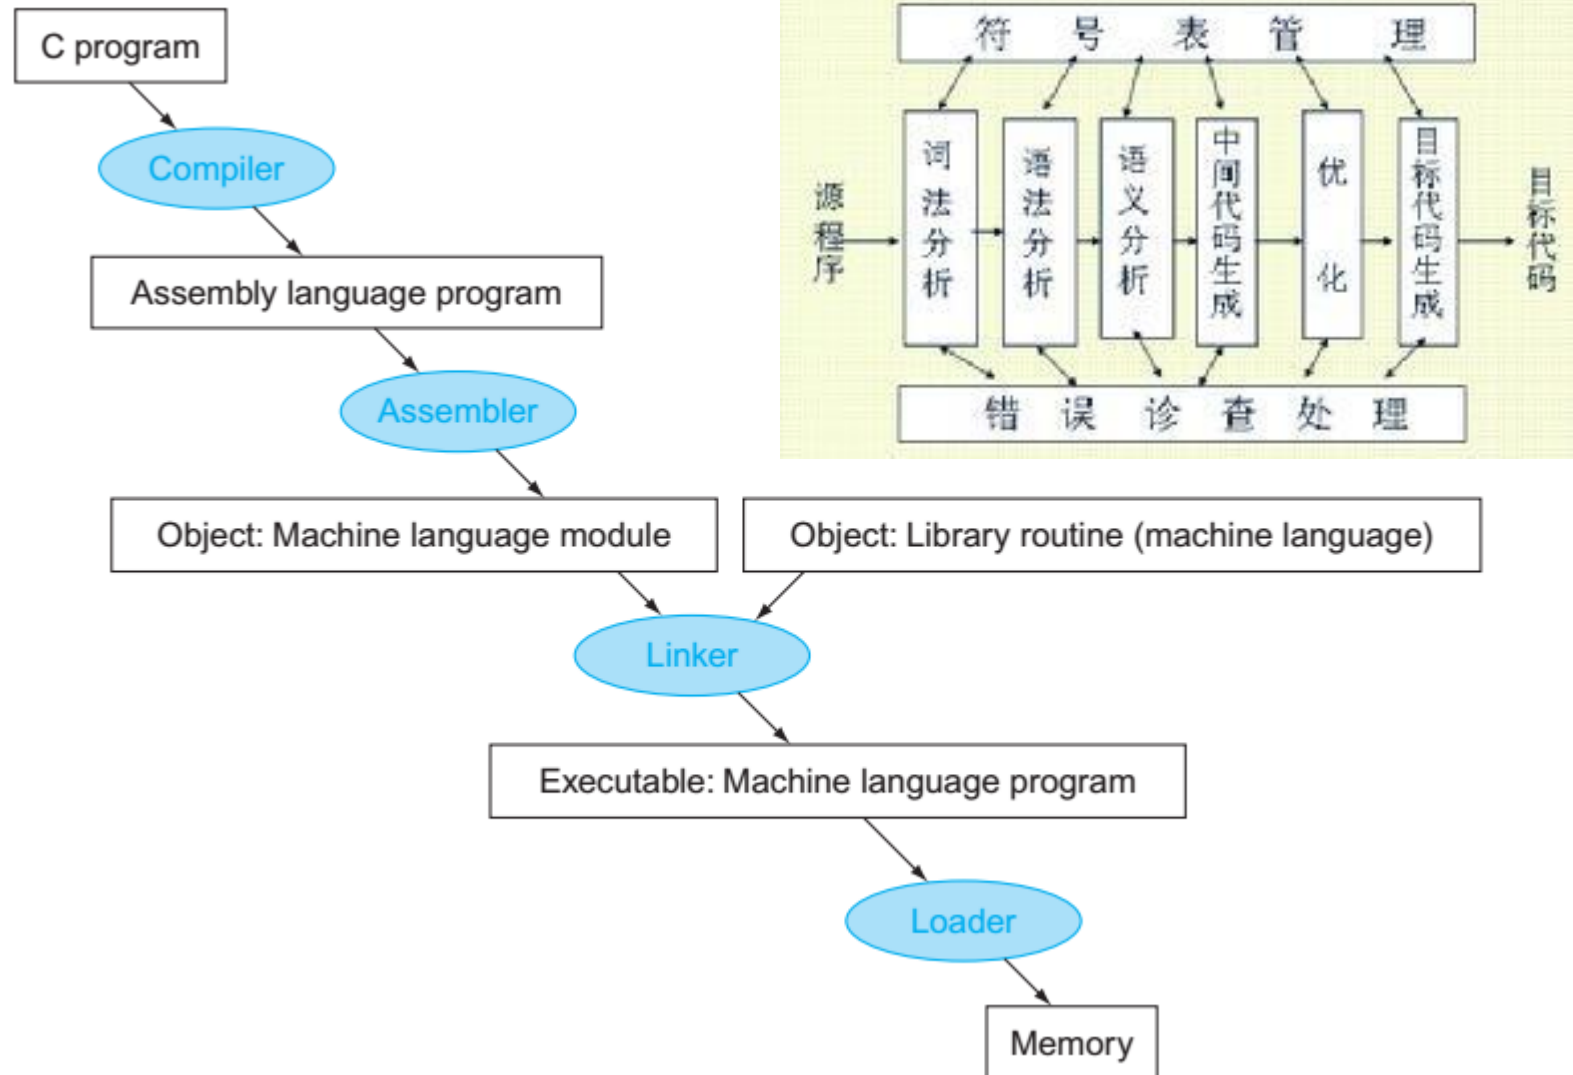 C program
Compiler
Assembly language program
Assembler
Object: Machine language module
Object: Library routine (machine language)
Linker
Executable: Machine language program
Loader
Memory
符号表管理
源程序
词法分析
语法分析
语义分析
中间代码生成
优化
目标代码生成
目标代码
错误诊查处理